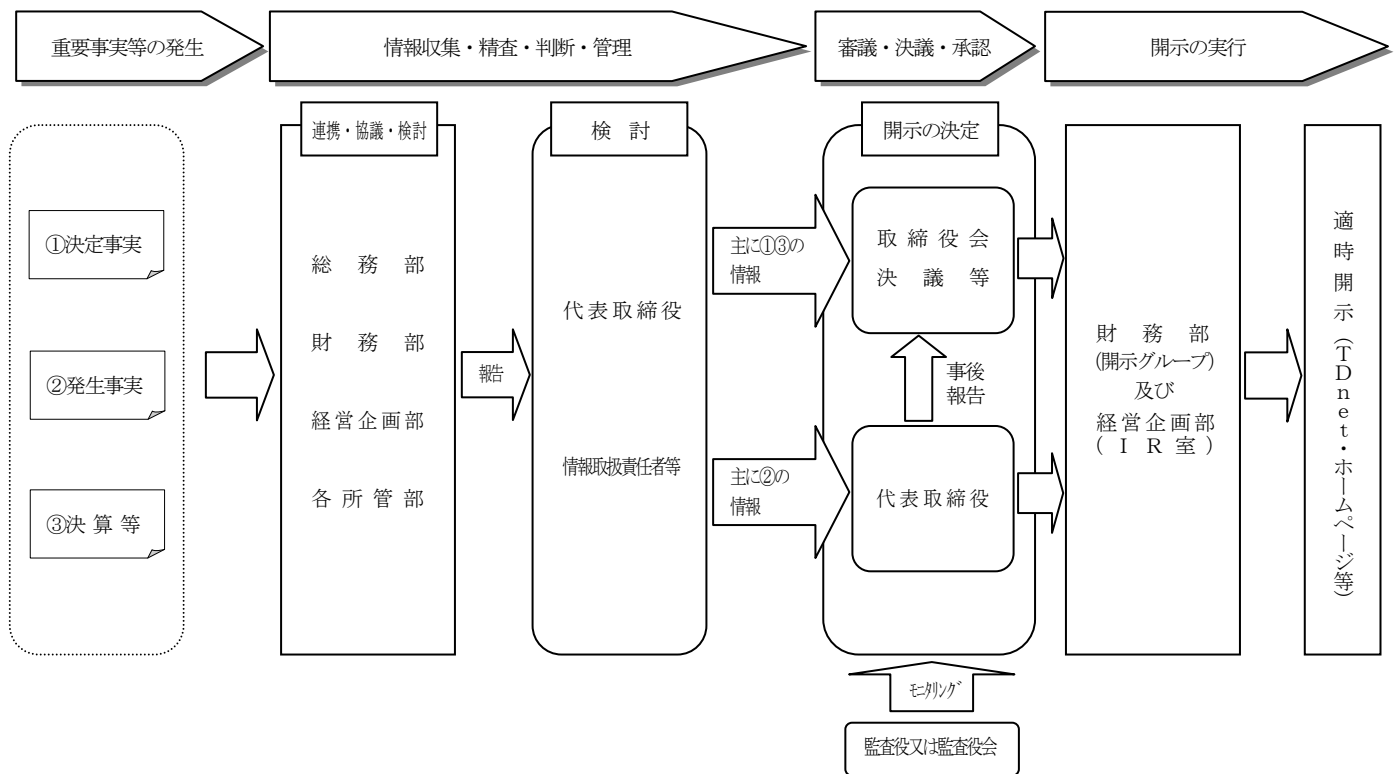 重要事実等の発生
情報収集・精査・判断・管理
審議・決議・承認
開示の実行
①決定事実
②発生事実
③決算等
連携・協議・検討
総務部
財務部
経営企画部
各所管部
報告
検討
代表取締役
情報取扱責任者等
主に①③の
情報
主に②の
情報
開示の決定
取締役会
決議等
事後
報告
代表取締役
モニタリング
監査役又は監査役会
財務部
(開示グループ)
及び
経営企画部
(IR室)
適時開示(TDnet・ホームページ等)